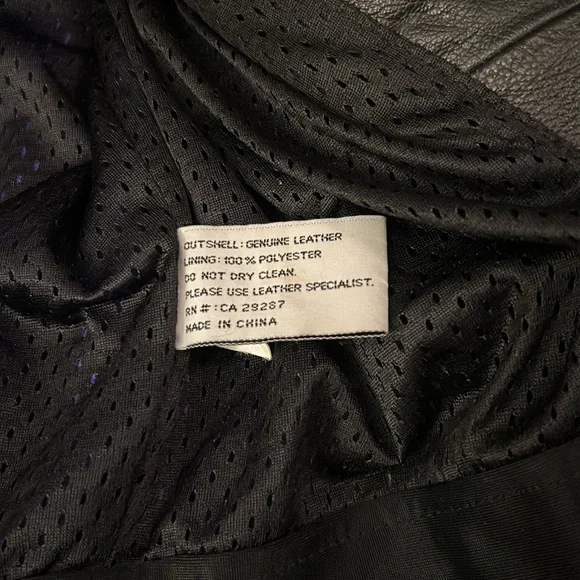 OUTSHELL: GENUINE LEATHER
LINING: 100% POLYESTER
DO NOT DRY CLEAN.
PLEASE USE LEATHER SPECIALIST.
RN #: CA 29287
MADE IN CHINA